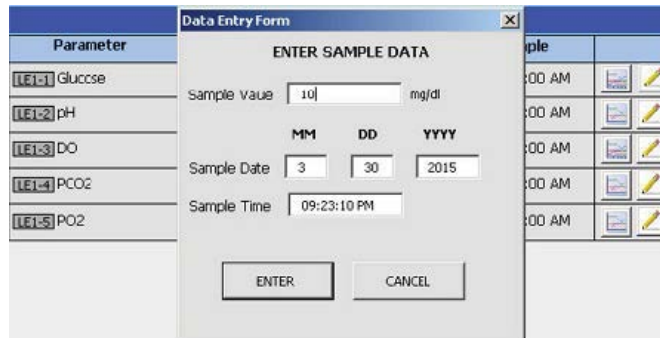 Data Entry Form
Parameter
ple
ENTER SAMPLE DATA
LE1-1 Gluccse
:00 AM
Sample Vaue 10 mg/dl
LE1-2 pH
:00 AM
MM DD YYYY
LE1-3 DO
:00 AM
Sample Date 3 30 2015
LE1-4 PCO2
:00 AM
Sample Time 09:23:10 PM
LE1-5 PO2
:00 AM
ENTER CANCEL